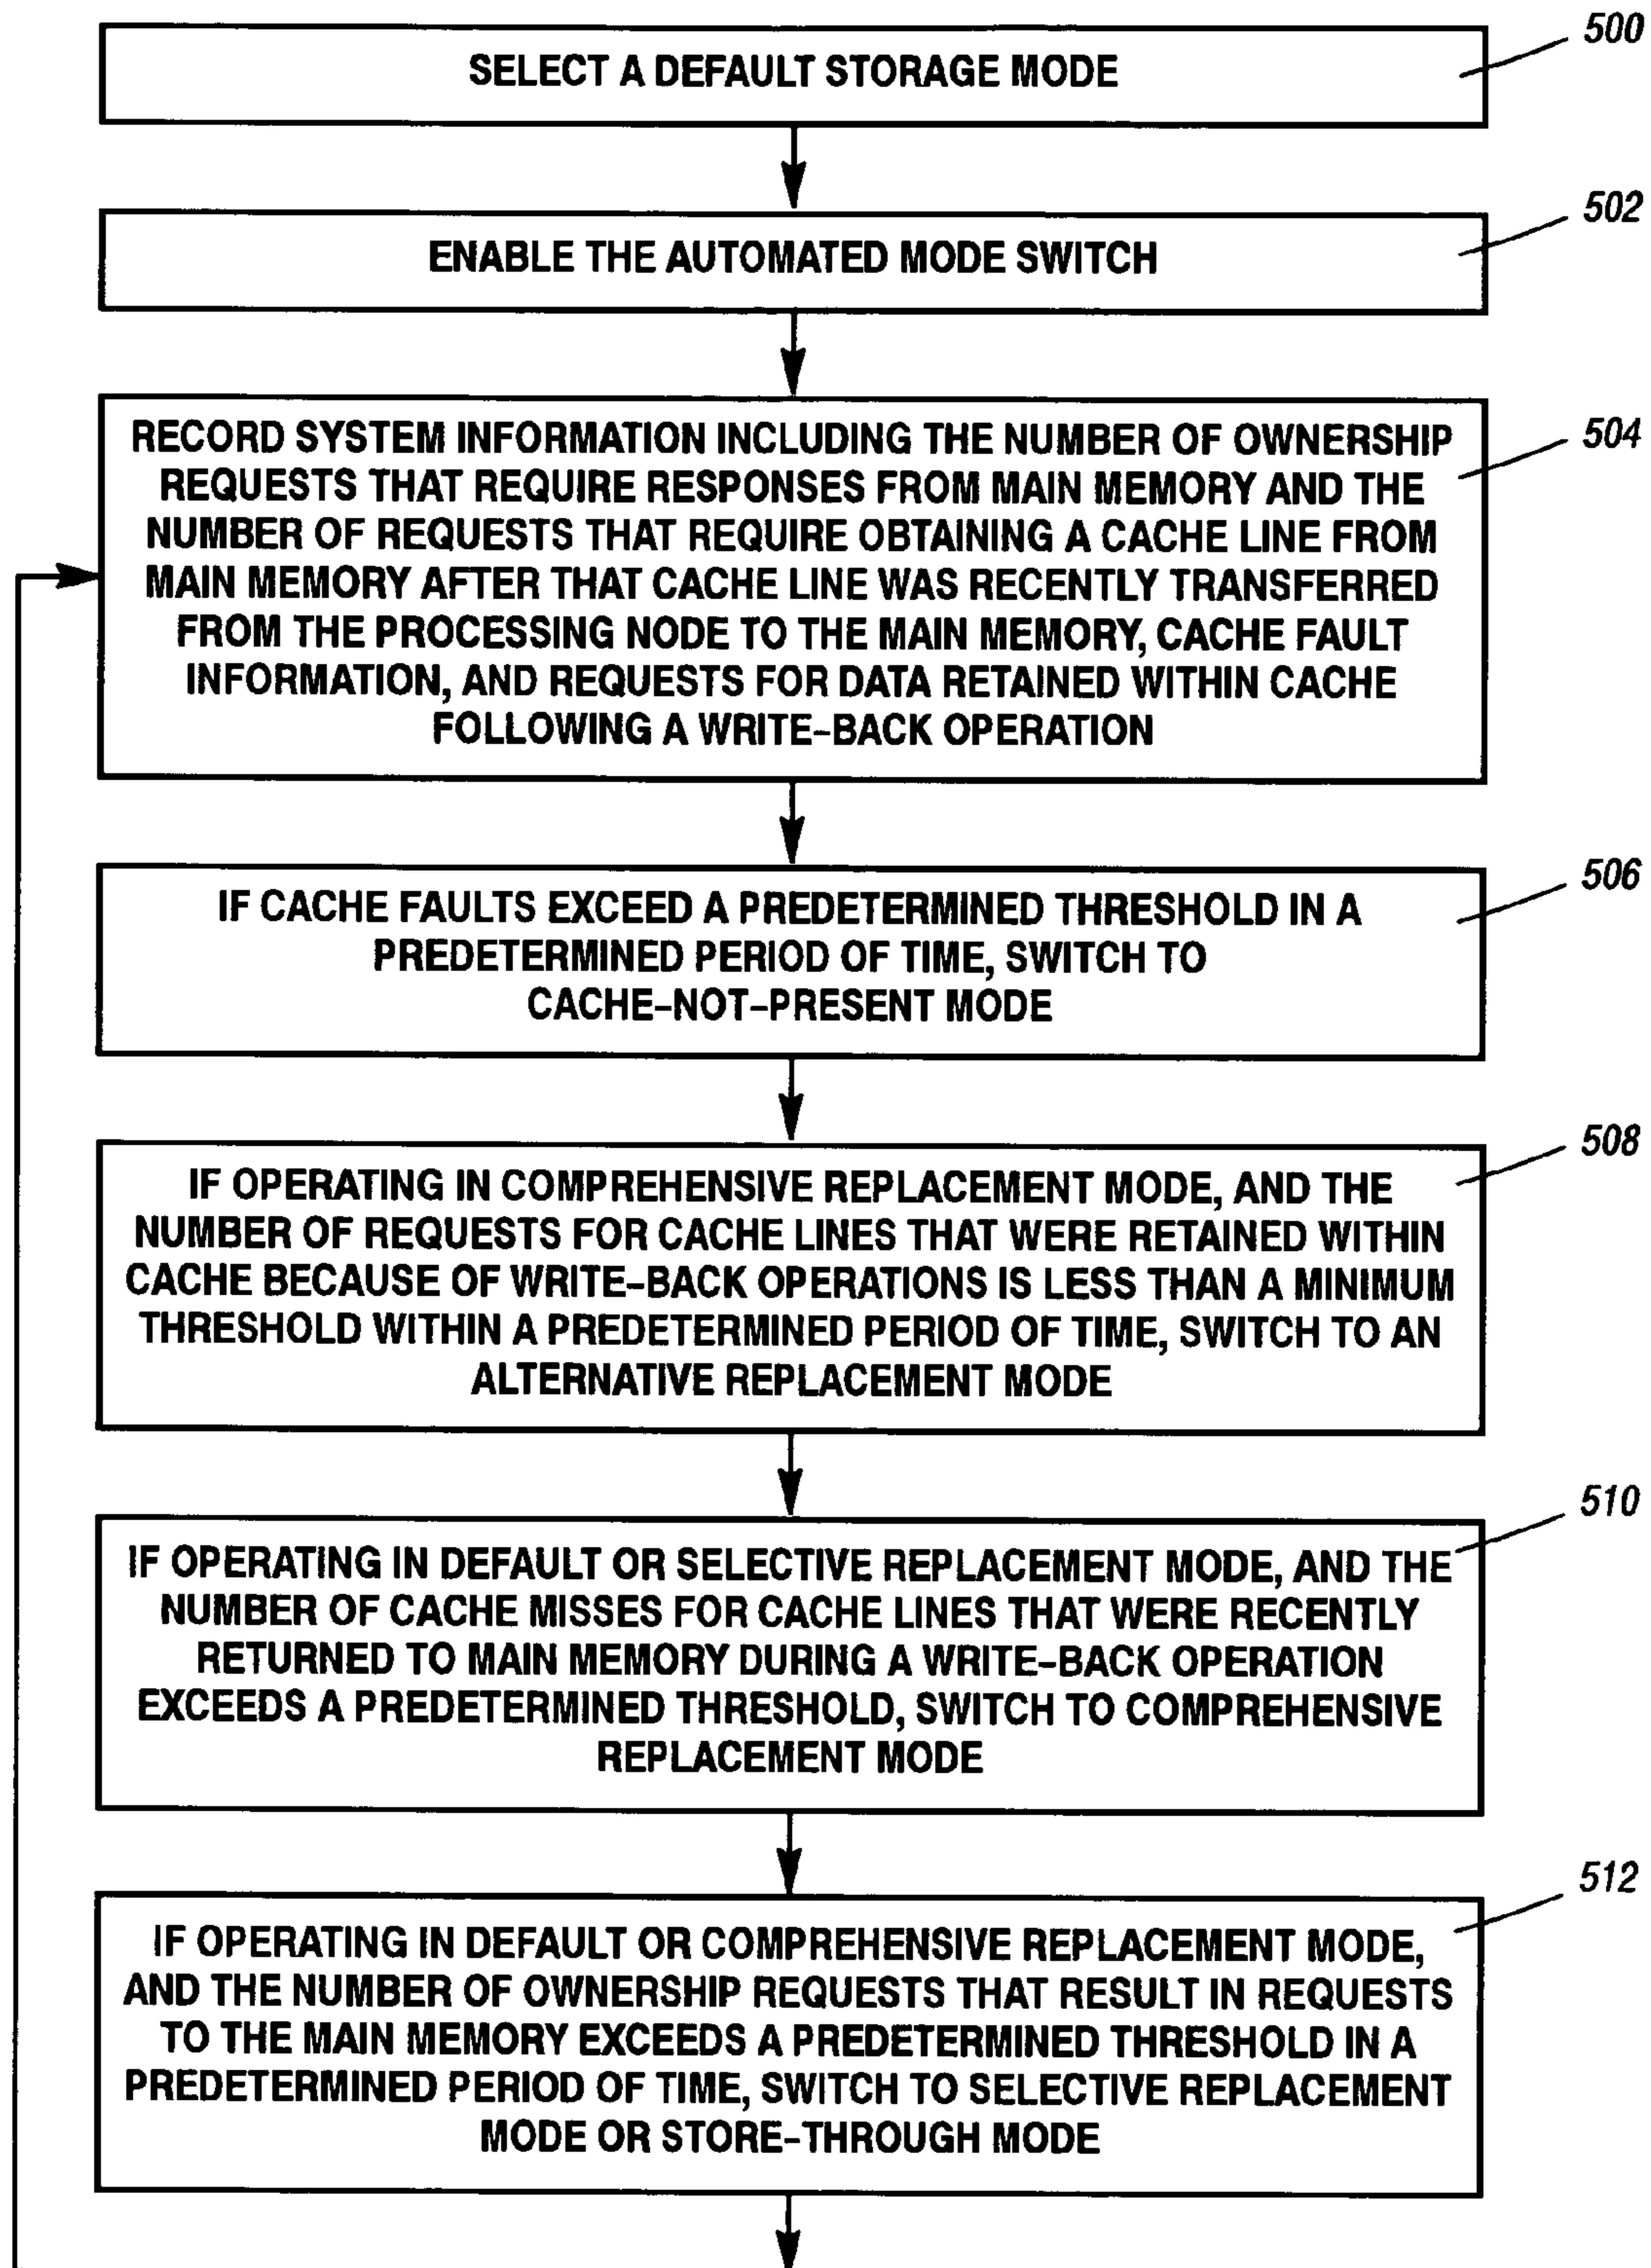 500
SELECT A DEFAULT STORAGE MODE
502
ENABLE THE AUTOMATED MODE SWITCH
504
RECORD SYSTEM INFORMATION INCLUDING THE NUMBER OF OWNERSHIP
REQUESTS THAT REQUIRE RESPONSES FROM MAIN MEMORY AND THE
NUMBER OF REQUESTS THAT REQUIRE OBTAINING A CACHE LINE FROM
MAIN MEMORY AFTER THAT CACHE LINE WAS RECENTLY TRANSFERRED
FROM THE PROCESSING NODE TO THE MAIN MEMORY, CACHE FAULT
INFORMATION, AND REQUESTS FOR DATA RETAINED WITHIN CACHE
FOLLOWING A WRITE-BACK OPERATION
506
IF CACHE FAULTS EXCEED A PREDETERMINED THRESHOLD IN A
PREDETERMINED PERIOD OF TIME, SWITCH TO
CACHE-NOT-PRESENT MODE
508
IF OPERATING IN COMPREHENSIVE REPLACEMENT MODE, AND THE
NUMBER OF REQUESTS FOR CACHE LINES THAT WERE RETAINED WITHIN
CACHE BECAUSE OF WRITE-BACK OPERATIONS IS LESS THAN A MINIMUM
THRESHOLD WITHIN A PREDETERMINED PERIOD OF TIME, SWITCH TO AN
ALTERNATIVE REPLACEMENT MODE
510
IF OPERATING IN DEFAULT OR SELECTIVE REPLACEMENT MODE, AND THE
NUMBER OF CACHE MISSES FOR CACHE LINES THAT WERE RECENTLY
RETURNED TO MAIN MEMORY DURING A WRITE-BACK OPERATION
EXCEEDS A PREDETERMINED THRESHOLD, SWITCH TO COMPREHENSIVE
REPLACEMENT MODE
512
IF OPERATING IN DEFAULT OR COMPREHENSIVE REPLACEMENT MODE,
AND THE NUMBER OF OWNERSHIP REQUESTS THAT RESULT IN REQUESTS
TO THE MAIN MEMORY EXCEEDS A PREDETERMINED THRESHOLD IN A
PREDETERMINED PERIOD OF TIME, SWITCH TO SELECTIVE REPLACEMENT
MODE OR STORE-THROUGH MODE